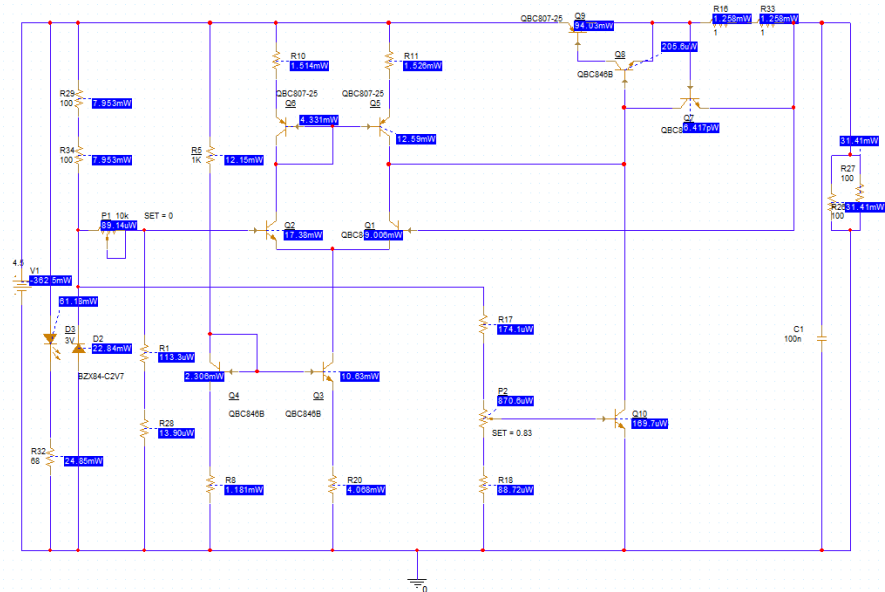 Q9
QBC807-25
94.03mW
R16
1.258mW
1
R33
1.258mW
1
Q8
205.6uW
QBC846B
Q7
QBC8
6.417pW
R10
1.514mW
R11
1.526mW
QBC807-25
Q6
4.331mW
QBC807-25
Q5
12.59mW
R29
100
7.953mW
R34
100
7.953mW
R5
1K
12.15mW
31.41mW
R27
100
R26
100
31.41mW
P1 10k
SET = 0
89.14uW
Q2
17.38mW
Q1
QBC8
9.006mW
4.5
V1
-362.5mW
61.18mW
D3
3V
D2
22.84mW
BZX84-C2V7
R1
113.3uW
R28
13.90uW
2.306mW
Q4
QBC846B
10.63mW
Q3
QBC846B
R17
174.1uW
P2
870.6uW
SET = 0.83
Q10
169.7uW
C1
100n
R32
68
24.85mW
R8
1.181mW
R20
4.068mW
R18
88.72uW
0